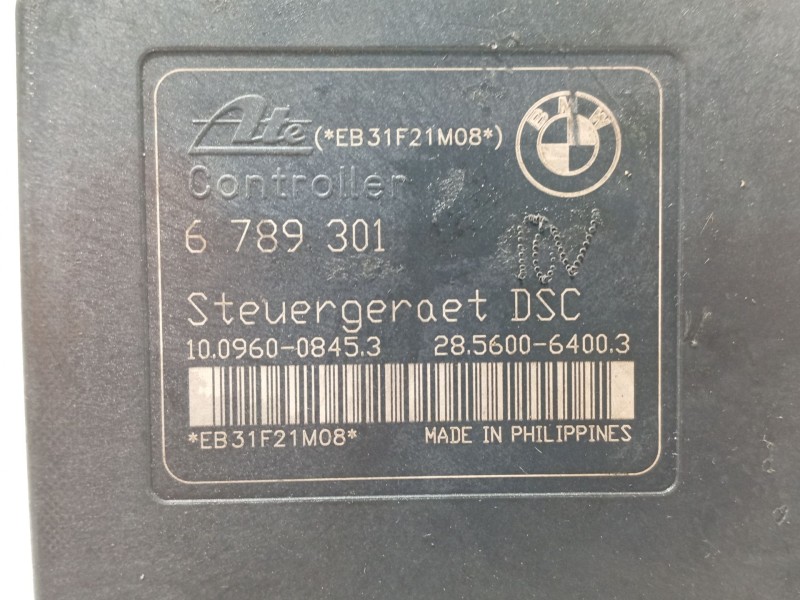 Ate (*EB31F21M08*) BMW
Controller
6 789 301
Steuergeraet DSC
10.0960-0845.3 28.5600-6400.3
*EB31F21M08* MADE IN PHILIPPINES